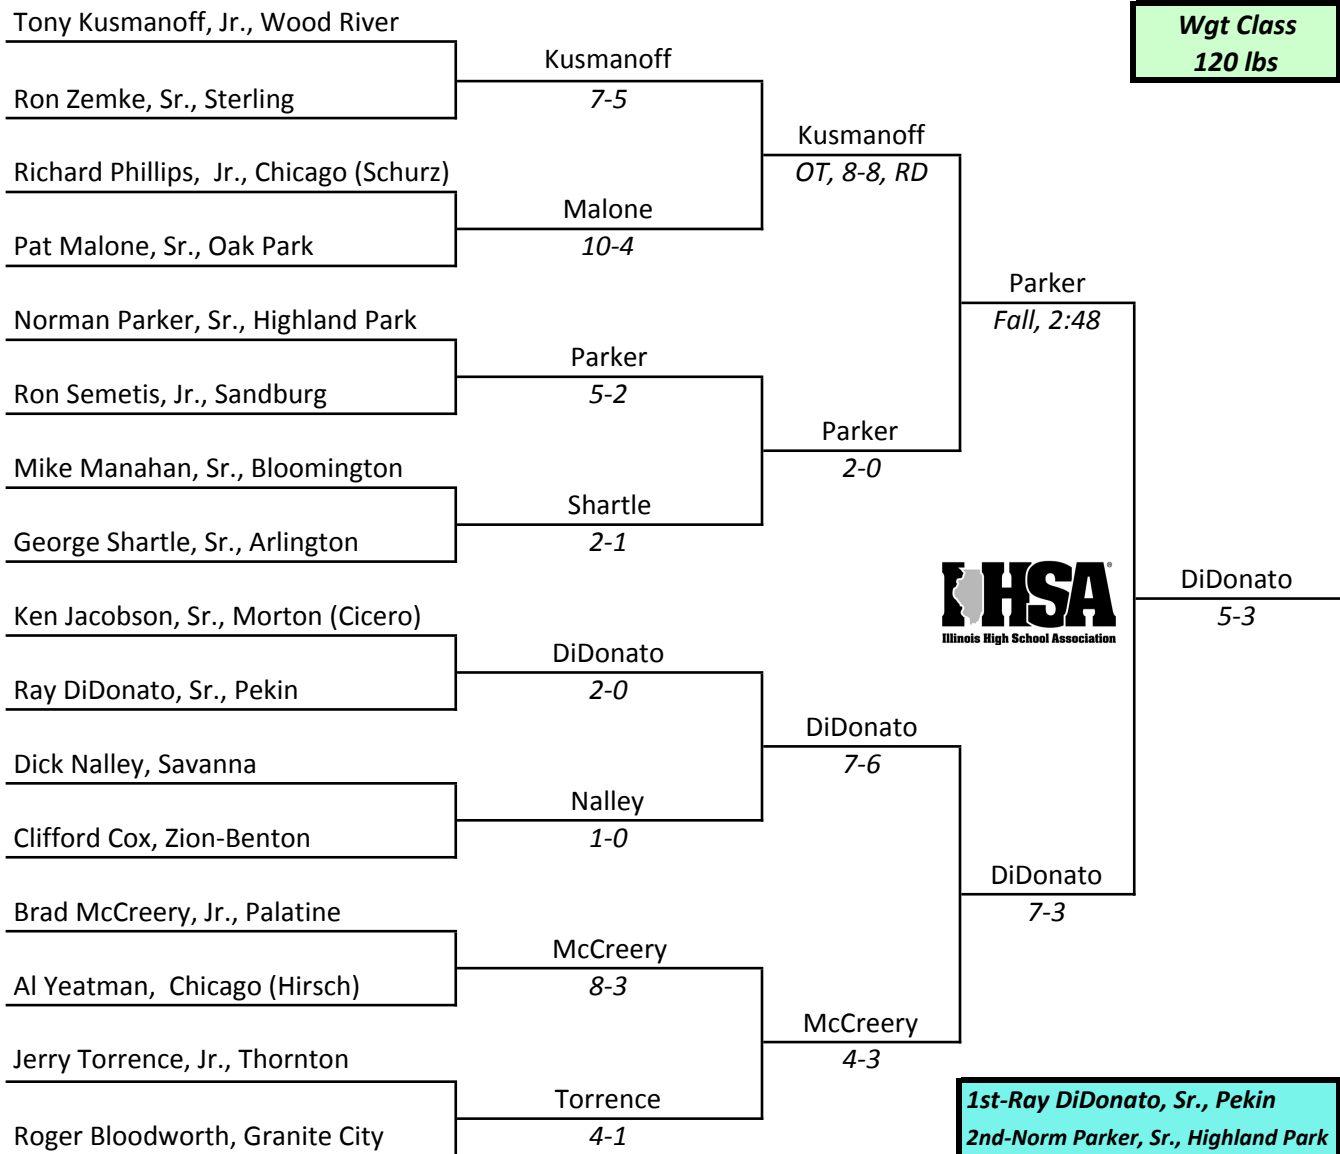 Tony Kusmanoff, Jr., Wood River
Wgt Class
120 lbs
Kusmanoff
7-5
Ron Zemke, Sr., Sterling
Kusmanoff
OT, 8-8, RD
Richard Phillips,  Jr., Chicago (Schurz)
Malone
10-4
Pat Malone, Sr., Oak Park
Parker
Fall, 2:48
Norman Parker, Sr., Highland Park
Parker
5-2
Ron Semetis, Jr., Sandburg
Parker
2-0
Mike Manahan, Sr., Bloomington
Shartle
2-1
George Shartle, Sr., Arlington
IHSA®
Illinois High School Association
DiDonato
5-3
Ken Jacobson, Sr., Morton (Cicero)
DiDonato
2-0
Ray DiDonato, Sr., Pekin
DiDonato
7-6
Dick Nalley, Savanna
Nalley
1-0
Clifford Cox, Zion-Benton
DiDonato
7-3
Brad McCreery, Jr., Palatine
McCreery
8-3
Al Yeatman,  Chicago (Hirsch)
McCreery
4-3
Jerry Torrence, Jr., Thornton
Torrence
4-1
Roger Bloodworth, Granite City
1st-Ray DiDonato, Sr., Pekin
2nd-Norm Parker, Sr., Highland Park